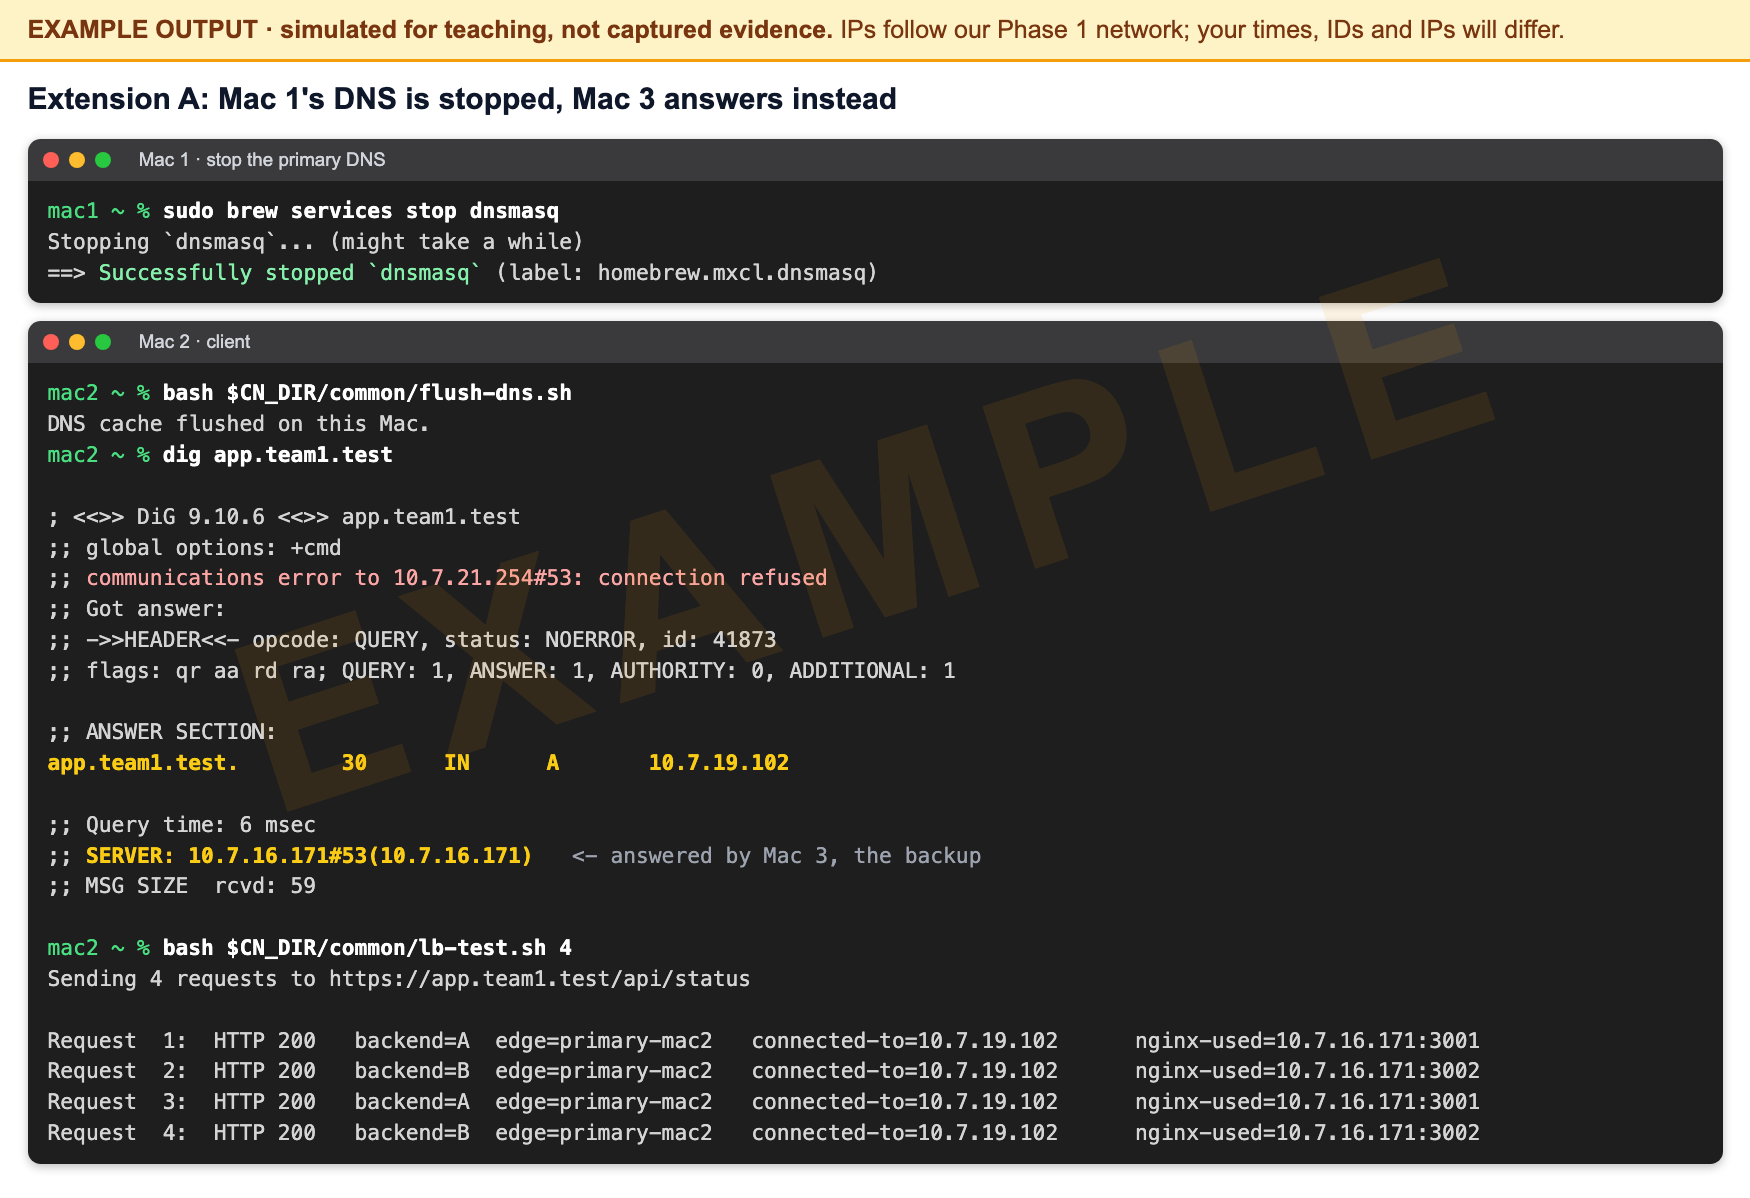 EXAMPLE OUTPUT · simulated for teaching, not captured evidence. IPs follow our Phase 1 network; your times, IDs and IPs will differ.
Extension A: Mac 1's DNS is stopped, Mac 3 answers instead
Mac 1 · stop the primary DNS
mac1 ~ % sudo brew services stop dnsmasq
Stopping `dnsmasq`... (might take a while)
==> Successfully stopped `dnsmasq` (label: homebrew.mxcl.dnsmasq)
Mac 2 · client
mac2 ~ % bash $CN_DIR/common/flush-dns.sh
DNS cache flushed on this Mac.
mac2 ~ % dig app.team1.test
; <<>> DiG 9.10.6 <<>> app.team1.test
;; global options: +cmd
;; communications error to 10.7.21.254#53: connection refused
;; Got answer:
;; ->>HEADER<<- opcode: QUERY, status: NOERROR, id: 41873
;; flags: qr aa rd ra; QUERY: 1, ANSWER: 1, AUTHORITY: 0, ADDITIONAL: 1
;; ANSWER SECTION:
app.team1.test. 30 IN A 10.7.19.102
;; Query time: 6 msec
;; SERVER: 10.7.16.171#53(10.7.16.171) <- answered by Mac 3, the backup
;; MSG SIZE rcvd: 59
mac2 ~ % bash $CN_DIR/common/lb-test.sh 4
Sending 4 requests to https://app.team1.test/api/status
Request 1: HTTP 200 backend=A edge=primary-mac2 connected-to=10.7.19.102 nginx-used=10.7.16.171:3001
Request 2: HTTP 200 backend=B edge=primary-mac2 connected-to=10.7.19.102 nginx-used=10.7.16.171:3002
Request 3: HTTP 200 backend=A edge=primary-mac2 connected-to=10.7.19.102 nginx-used=10.7.16.171:3001
Request 4: HTTP 200 backend=B edge=primary-mac2 connected-to=10.7.19.102 nginx-used=10.7.16.171:3002
EXAMPLE